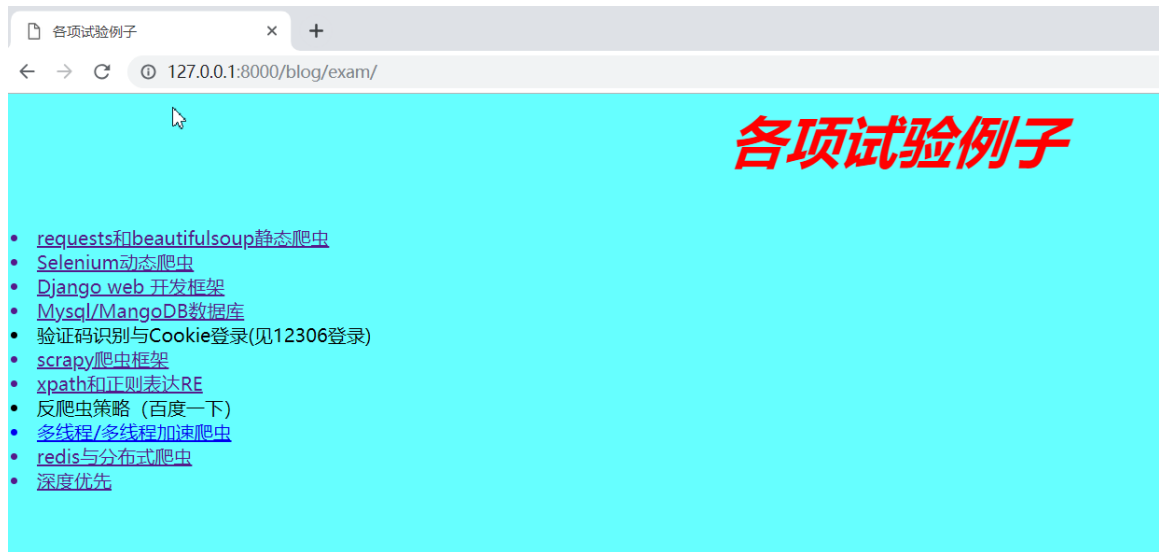 各项试验例子
127.0.0.1:8000/blog/exam/
各项试验例子
requests和beautifulsoup静态爬虫
Selenium动态爬虫
Django web 开发框架
Mysql/MangoDB数据库
验证码识别与Cookie登录(见12306登录)
scrapy爬虫框架
xpath和正则表达RE
反爬虫策略（百度一下）
多线程/多线程加速爬虫
redis与分布式爬虫
深度优先